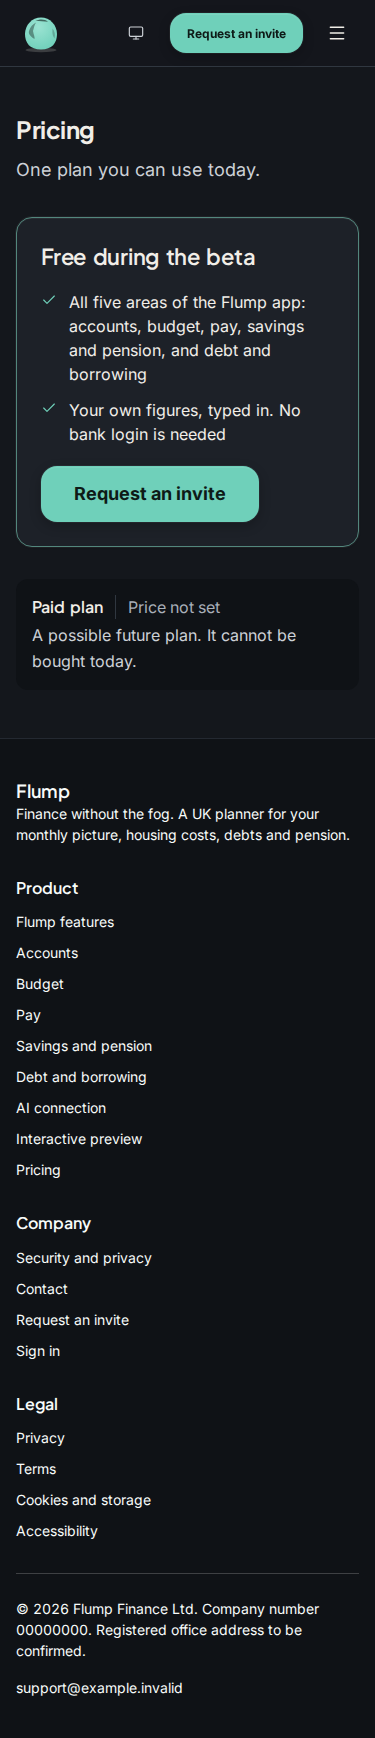 Request an invite
Pricing
One plan you can use today.
Free during the beta
All five areas of the Flump app:
accounts, budget, pay, savings
and pension, and debt and
borrowing
Your own figures, typed in. No
bank login is needed
Request an invite
Paid plan
Price not set
A possible future plan. It cannot be
bought today.
Flump
Finance without the fog. A UK planner for your
monthly picture, housing costs, debts and pension.
Product
Flump features
Accounts
Budget
Pay
Savings and pension
Debt and borrowing
AI connection
Interactive preview
Pricing
Company
Security and privacy
Contact
Request an invite
Sign in
Legal
Privacy
Terms
Cookies and storage
Accessibility
© 2026 Flump Finance Ltd. Company number
00000000. Registered office address to be
confirmed.
support@example.invalid